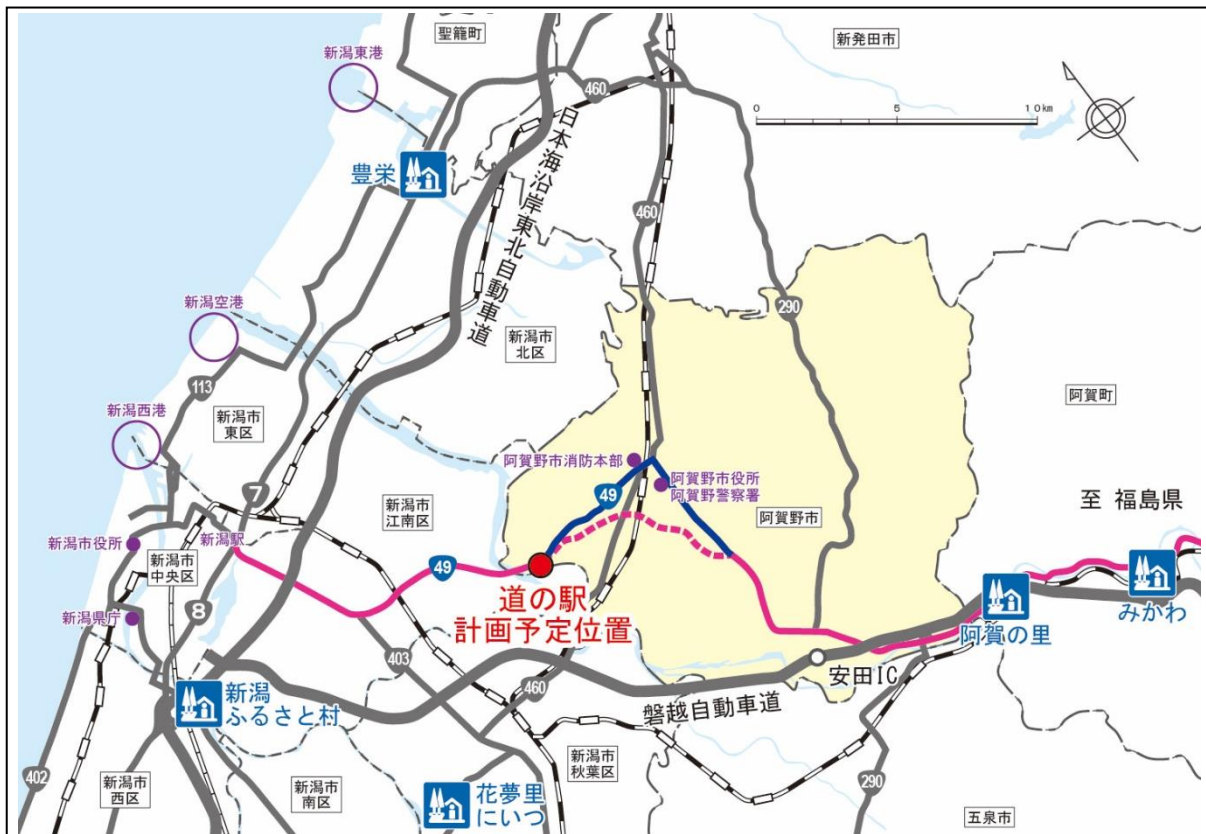 聖籠町
新発田市
新潟東港
460
0
5
10km
豊栄
日本海沿岸東北自動車道
460
290
新潟空港
新潟市
北区
113
阿賀町
新潟西港
新潟市
東区
阿賀野市消防本部
阿賀野市役所
阿賀野警察署
7
49
新潟市
江南区
阿賀野市
至 福島県
新潟市役所
新潟駅
新潟市
中央区
49
8
道の駅
計画予定位置
みかわ
阿賀の里
新潟県庁
403
安田IC
460
新潟
ふるさと村
磐越自動車道
402
新潟市
西区
新潟市
南区
花夢里
にいつ
新潟市
秋葉区
290
五泉市